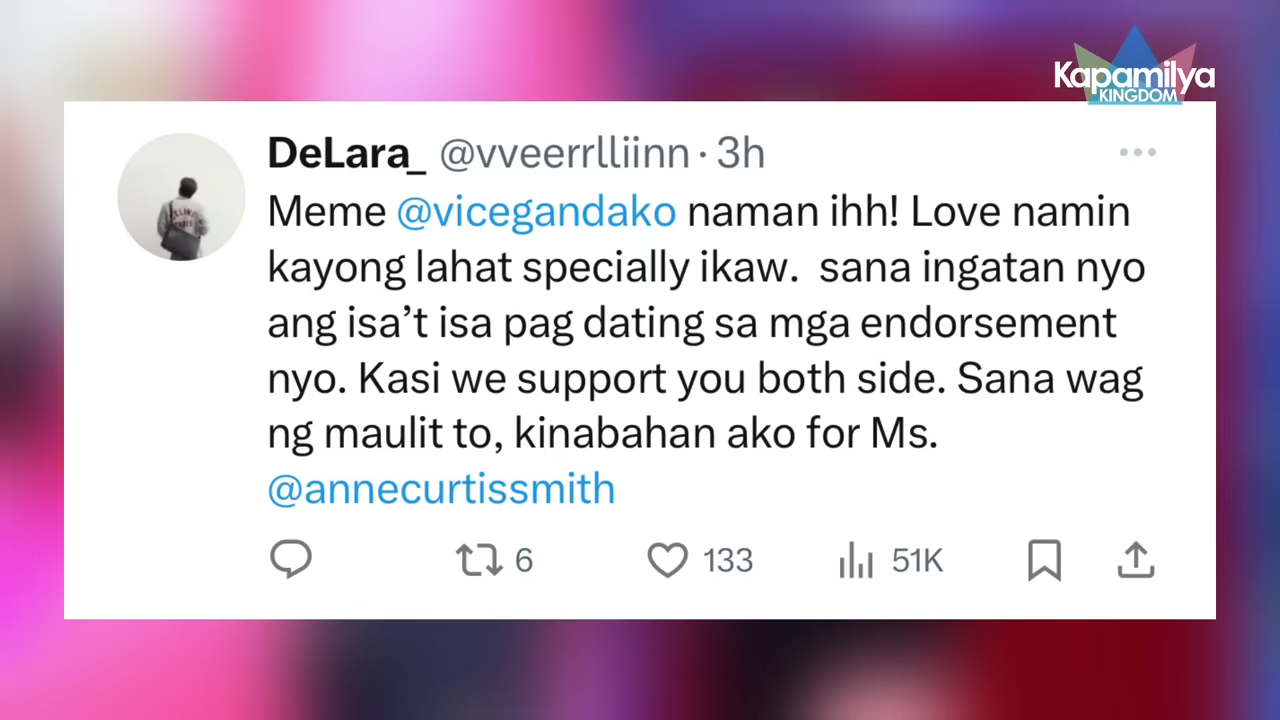 Kapamilya
KINGDOM
DeLara_ @vveerrlliinn · 3h
Meme @vicegandako naman ihh! Love namin
kayong lahat specially ikaw.  sana ingatan nyo
ang isa’t isa pag dating sa mga endorsement
nyo. Kasi we support you both side. Sana wag
ng maulit to, kinabahan ako for Ms.
@annecurtissmith
6 133 51K